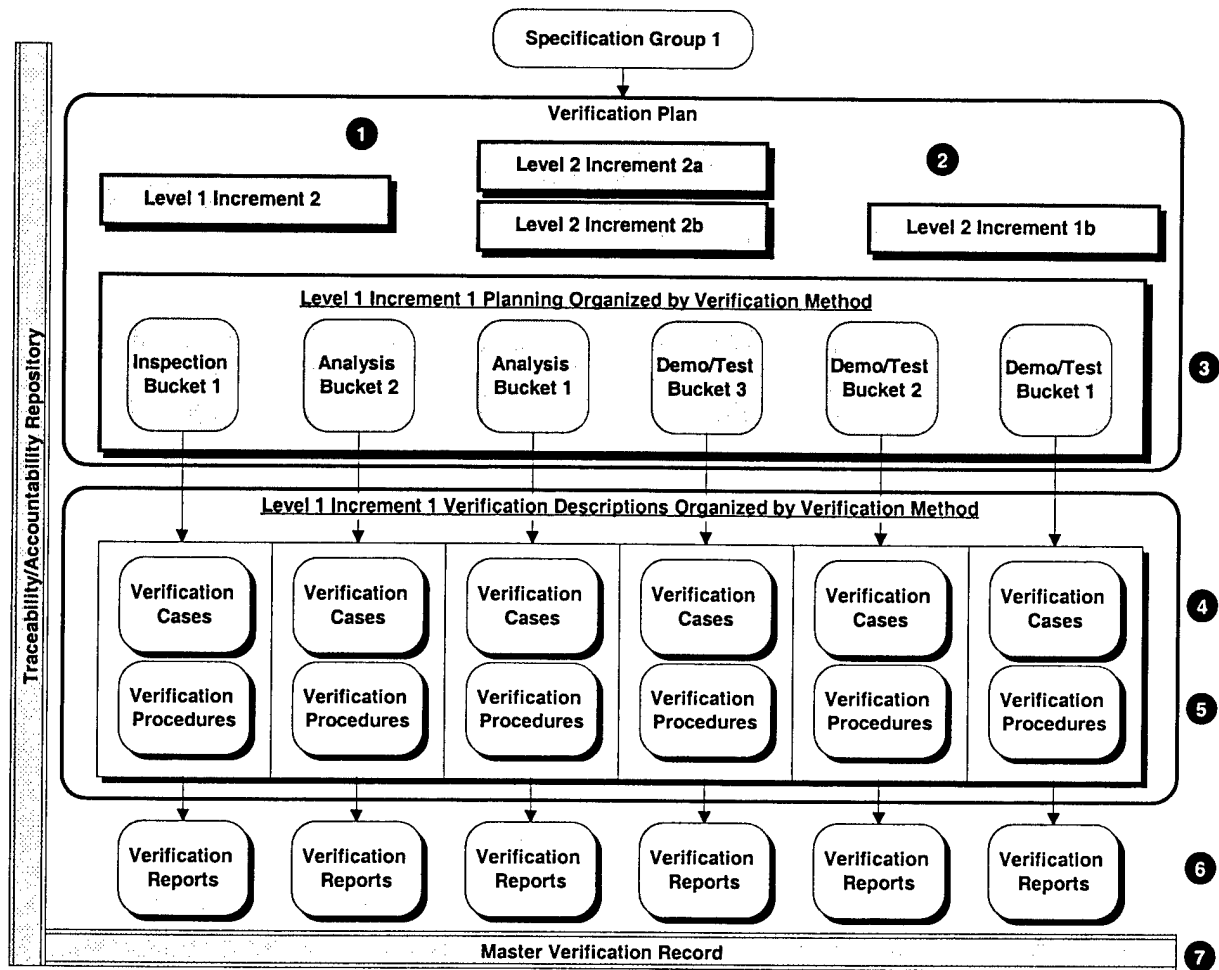 Specification Group 1
Verification Plan
1
2
Level 2 Increment 2a
Level 1 Increment 2
Level 2 Increment 2b
Level 2 Increment 1b
Level 1 Increment 1 Planning Organized by Verification Method
Inspection
Bucket 1
Analysis
Bucket 2
Analysis
Bucket 1
Demo/Test
Bucket 3
Demo/Test
Bucket 2
Demo/Test
Bucket 1
3
Traceability/Accountability Repository
Level 1 Increment 1 Verification Descriptions Organized by Verification Method
Verification
Cases
Verification
Cases
Verification
Cases
Verification
Cases
Verification
Cases
Verification
Cases
4
Verification
Procedures
Verification
Procedures
Verification
Procedures
Verification
Procedures
Verification
Procedures
Verification
Procedures
5
Verification
Reports
Verification
Reports
Verification
Reports
Verification
Reports
Verification
Reports
Verification
Reports
6
Master Verification Record
7